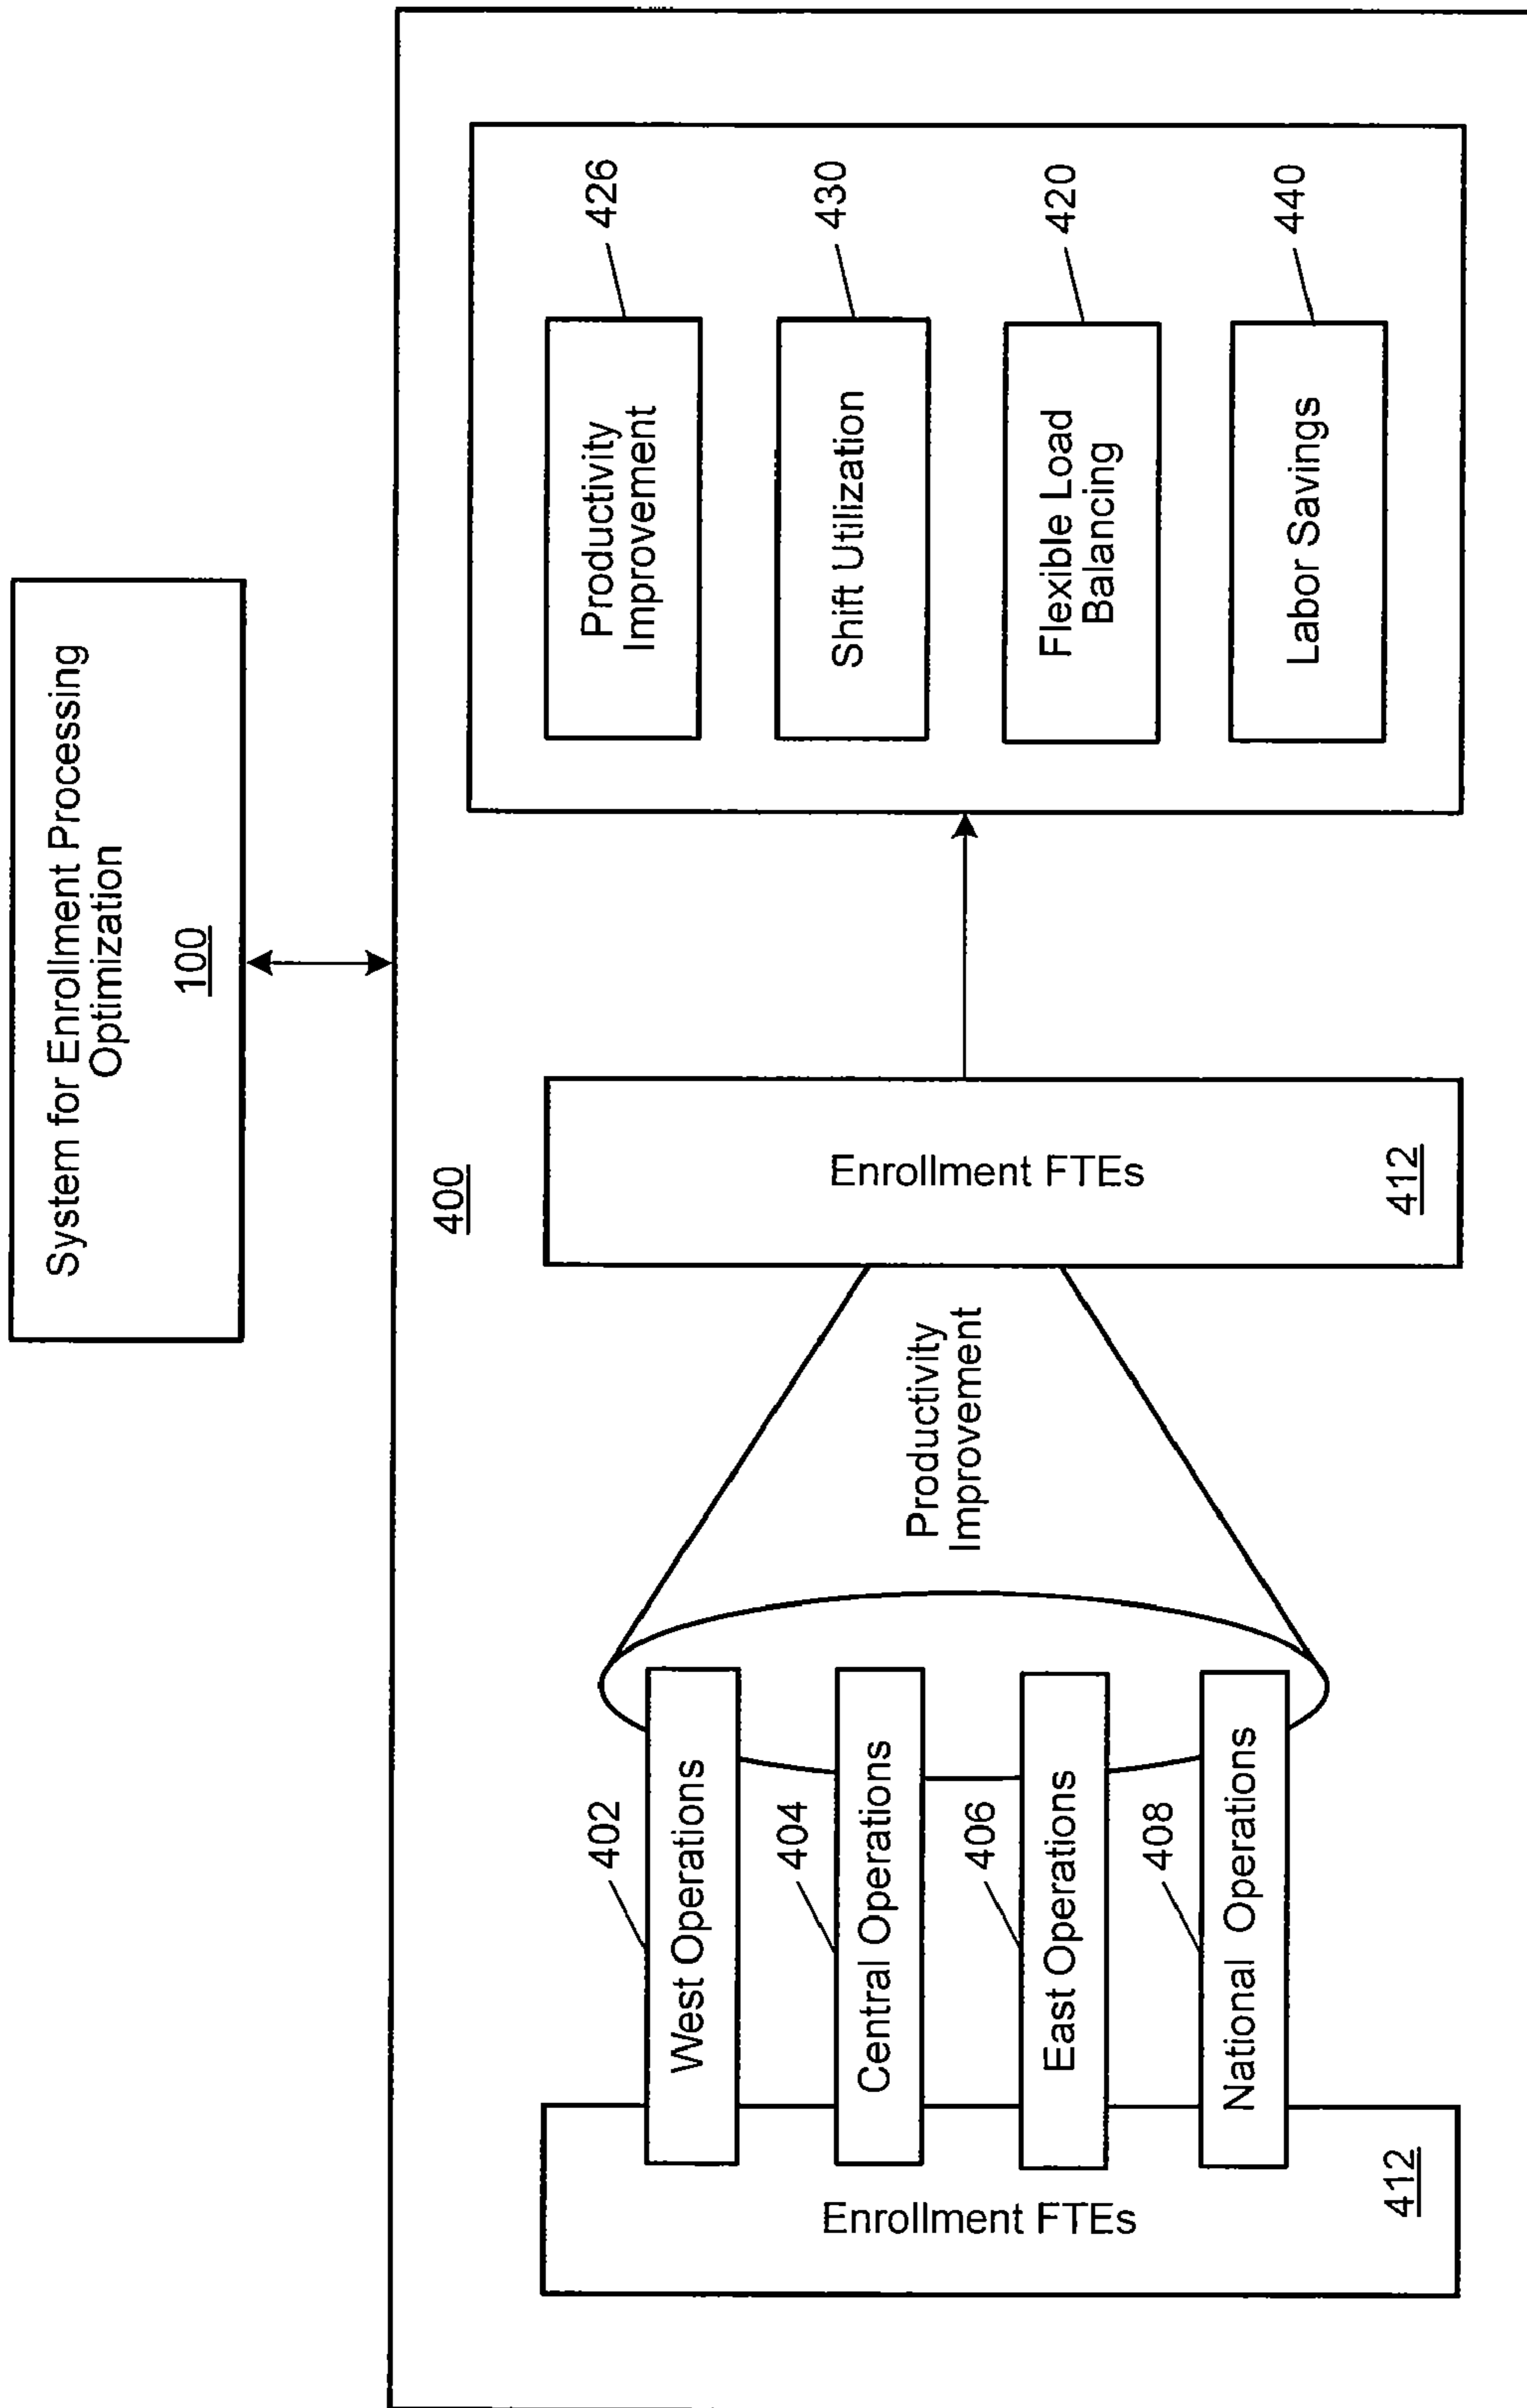 System for Enrollment Processing
Optimization
100
400
Enrollment FTEs
412
West Operations
402
Central Operations
404
East Operations
406
National Operations
408
Productivity
Improvement
Enrollment FTEs
412
Productivity
Improvement
426
Shift Utilization
430
Flexible Load
Balancing
420
Labor Savings
440